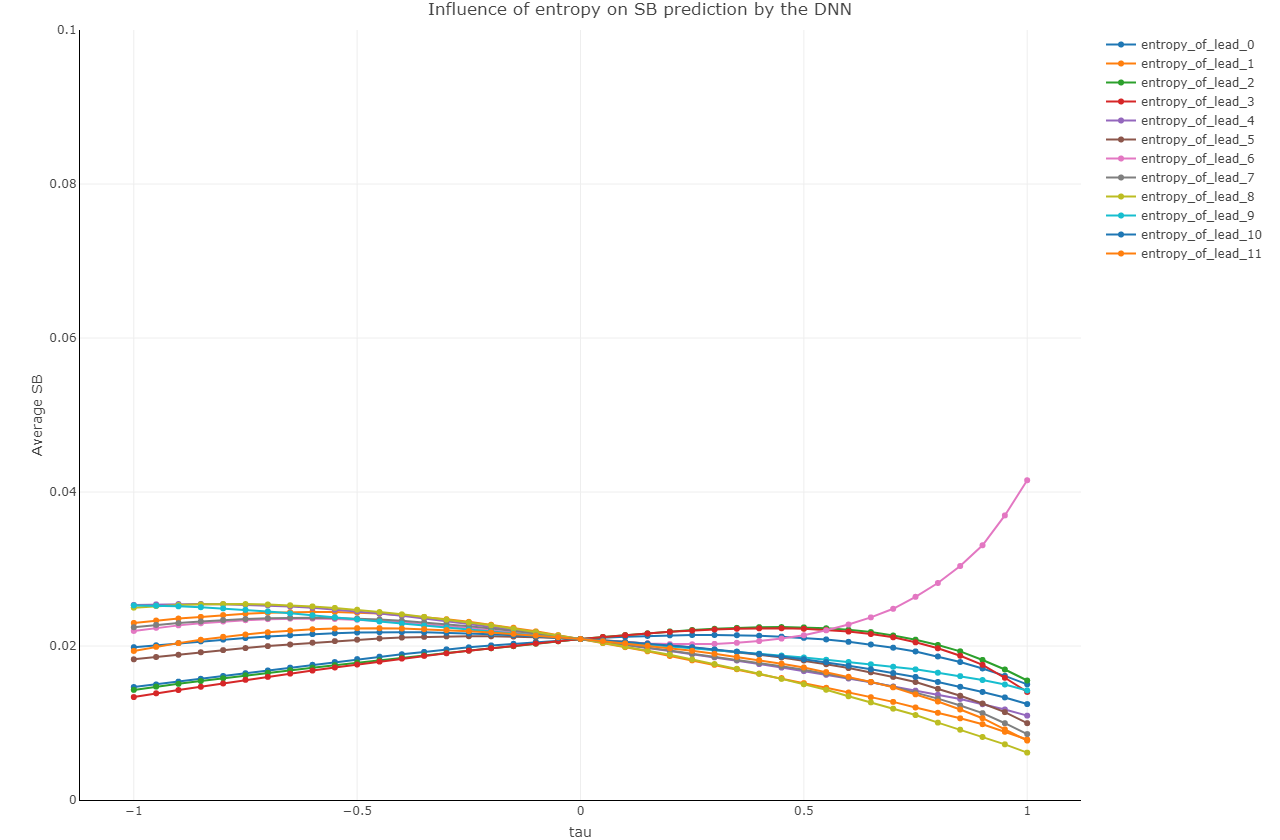 Influence of entropy on SB prediction by the DNN
0.1
0.08
0.06
0.04
0.02
0
Average SB
−1
−0.5
0
0.5
1
tau
entropy_of_lead_0
entropy_of_lead_1
entropy_of_lead_2
entropy_of_lead_3
entropy_of_lead_4
entropy_of_lead_5
entropy_of_lead_6
entropy_of_lead_7
entropy_of_lead_8
entropy_of_lead_9
entropy_of_lead_10
entropy_of_lead_11